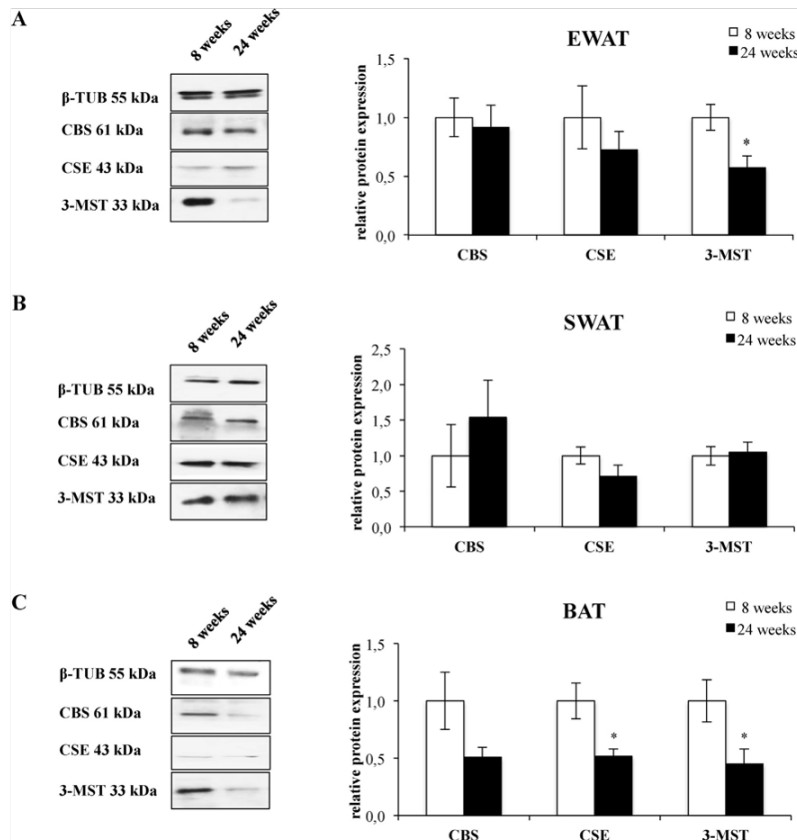 A
8 weeks 24 weeks
β-TUB 55 kDa
CBS 61 kDa
CSE 43 kDa
3-MST 33 kDa
EWAT
8 weeks
24 weeks
relative protein expression
1,5
1,0
0,5
0,0
*
CBS CSE 3-MST
B
8 weeks 24 weeks
β-TUB 55 kDa
CBS 61 kDa
CSE 43 kDa
3-MST 33 kDa
SWAT
8 weeks
24 weeks
relative protein expression
2,5
2,0
1,5
1,0
0,5
0,0
CBS CSE 3-MST
C
8 weeks 24 weeks
β-TUB 55 kDa
CBS 61 kDa
CSE 43 kDa
3-MST 33 kDa
BAT
8 weeks
24 weeks
relative protein expression
1,5
1,0
0,5
0,0
* *
CBS CSE 3-MST